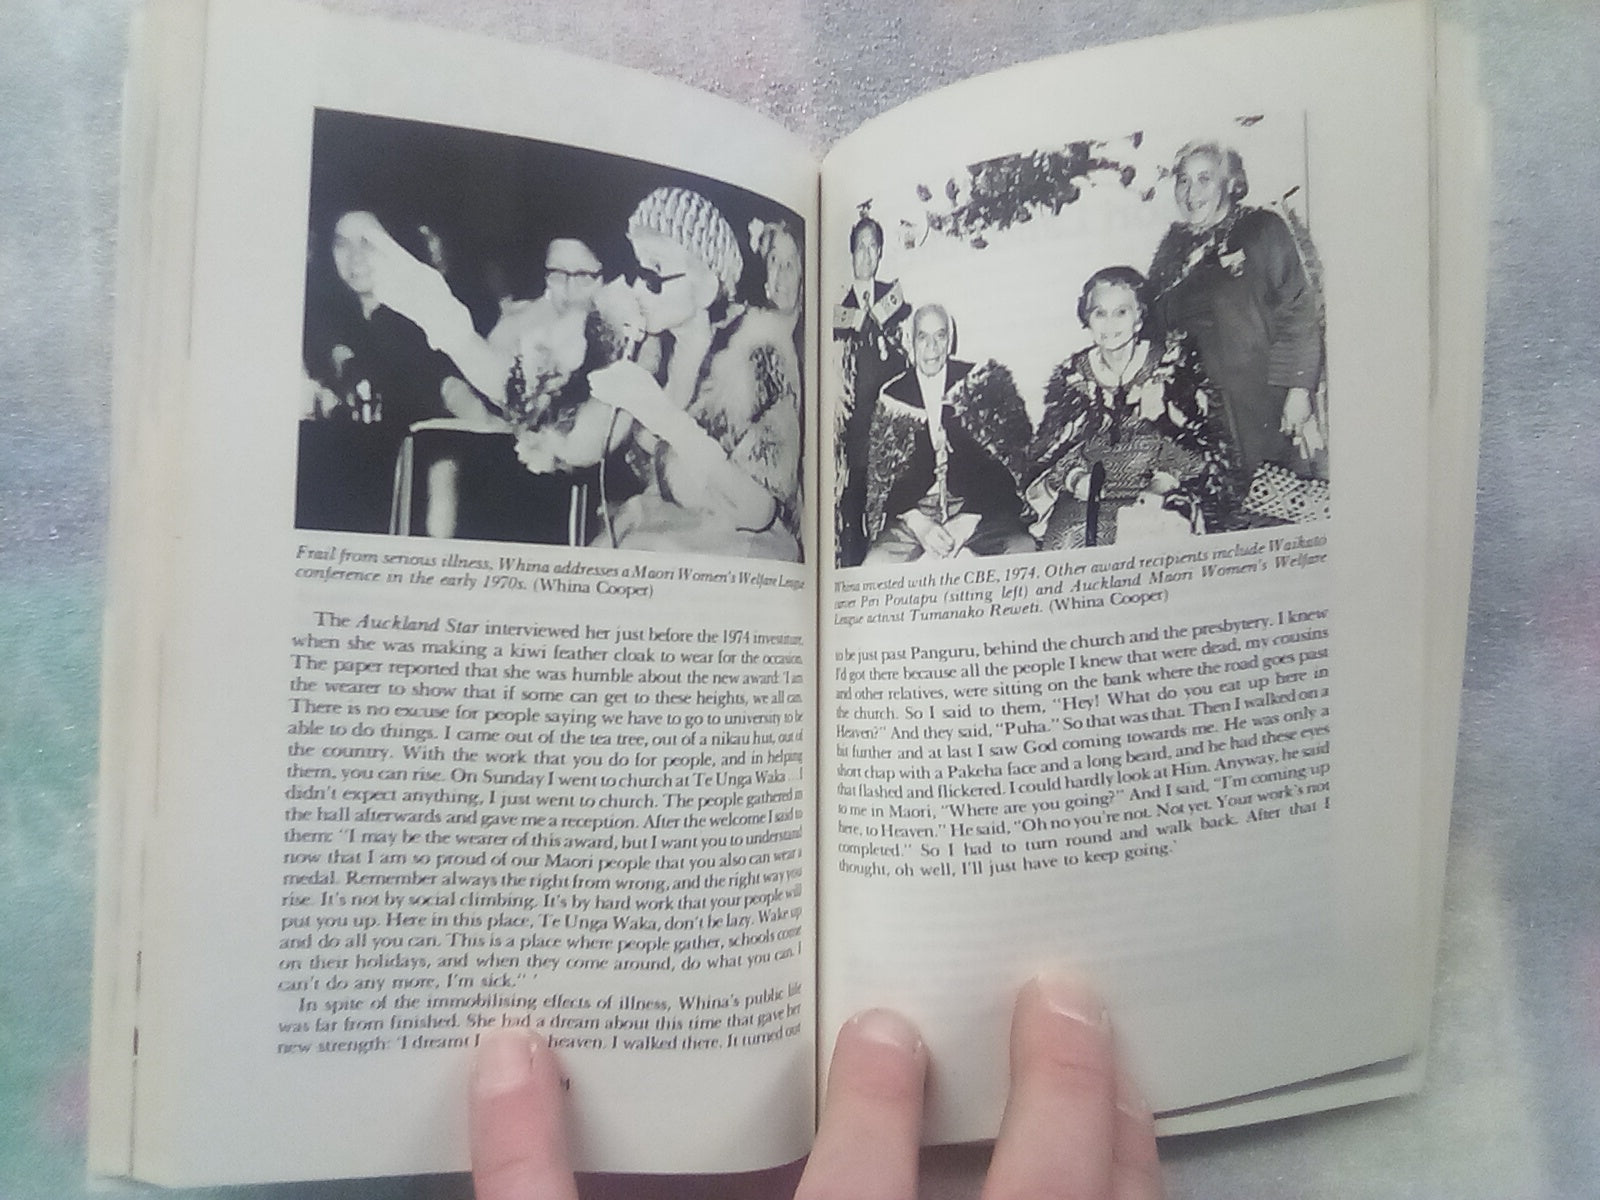 Frail from serious illness, Whina addresses a Maori Women's Welfare League
conference in the early 1970s. (Whina Cooper)
The Auckland Star interviewed her just before the 1974 investiture,
when she was making a kiwi feather cloak to wear for the occasion.
The paper reported that she was humble about the new award: 'I am
the wearer to show that if some can get to these heights, we all can.
There is no excuse for people saying we have to go to university to be
able to do things. I came out of the tea tree, out of a nikau hut, out of
the country. With the work that you do for people, and in helping
them, you can rise. On Sunday I went to church at Te Unga Waka ... I
didn't expect anything, I just went to church. The people gathered in
the hall afterwards and gave me a reception. After the welcome I said to
them: "I may be the wearer of this award, but I want you to understand
now that I am so proud of our Maori people that you also can wear a
medal. Remember always the right from wrong, and the right way you
rise. It's not by social climbing. It's by hard work that your people will
put you up. Here in this place, Te Unga Waka, don't be lazy. Wake up
and do all you can. This is a place where people gather, schools come
on their holidays, and when they come around, do what you can. I
can't do any more, I'm sick." '
In spite of the immobilising effects of illness, Whina's public life
was far from finished. She had a dream about this time that gave her
new strength: 'I dreamt I heaven. I walked there. It turned out
Whina invested with the CBE, 1974. Other award recipients include Waikato
carver Piri Poutapu (sitting left) and Auckland Maori Women's Welfare
League activist Tumanako Reweti. (Whina Cooper)
to be just past Panguru, behind the church and the presbytery. I knew
I'd got there because all the people I knew that were dead, my cousins
and other relatives, were sitting on the bank where the road goes past
the church. So I said to them, "Hey! What do you eat up here in
Heaven?" And they said, "Puha." So that was that. Then I walked on a
bit further and at last I saw God coming towards me. He was only a
short chap with a Pakeha face and a long beard, and he had these eyes
that flashed and flickered. I could hardly look at Him. Anyway, he said
to me in Maori, "Where are you going?" And I said, "I'm coming up
here, to Heaven." He said, "Oh no you're not. Not yet. Your work's not
completed." So I had to turn round and walk back. After that I
thought, oh well, I'll just have to keep going.'